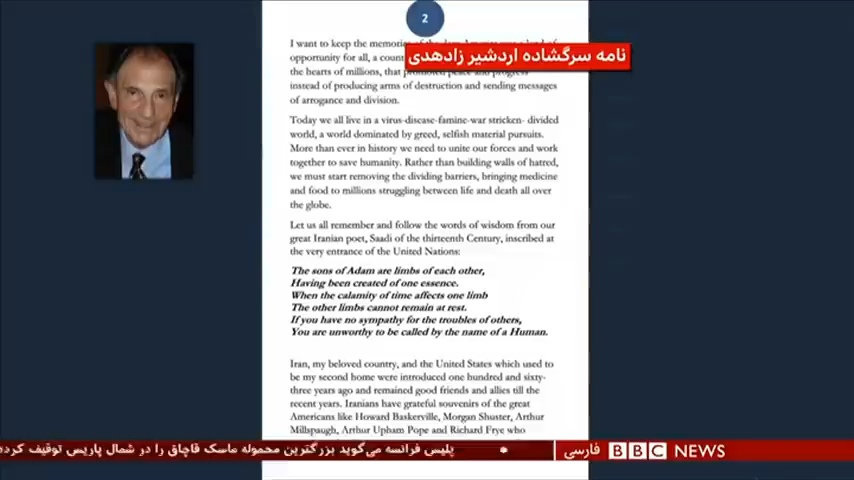 2
I want to keep the memories of the
opportunity for all, a
نامه سرگشاده اردشیر زاهدی
the hearts of millions, that promoted peace and progress
instead of producing arms of destruction and sending messages
of arrogance and division.
Today we all live in a virus-disease-famine-war stricken- divided
world, a world dominated by greed, selfish material pursuits.
More than ever in history we need to unite our forces and work
together to save humanity. Rather than building walls of hatred,
we must start removing the dividing barriers, bringing medicine
and food to millions struggling between life and death all over
the globe.
Let us all remember and follow the words of wisdom from our
great Iranian poet, Saadi of the thirteenth Century, inscribed at
the very entrance of the United Nations:
The sons of Adam are limbs of each other,
Having been created of one essence.
When the calamity of time affects one limb
The other limbs cannot remain at rest.
If you have no sympathy for the troubles of others,
You are unworthy to be called by the name of a Human.
Iran, my beloved country, and the United States which used to
be my second home were introduced one hundred and sixty-
three years ago and remained good friends and allies till the
recent years. Iranians have grateful souvenirs of the great
Americans like Howard Baskerville, Morgan Shuster, Arthur
Millspaugh, Arthur Upham Pope and Richard Frye who
پلیس فرانسه می‌گوید بزرگترین محموله ماسک قاچاق را در شمال پاریس توقیف کرده
فارسی BBC NEWS